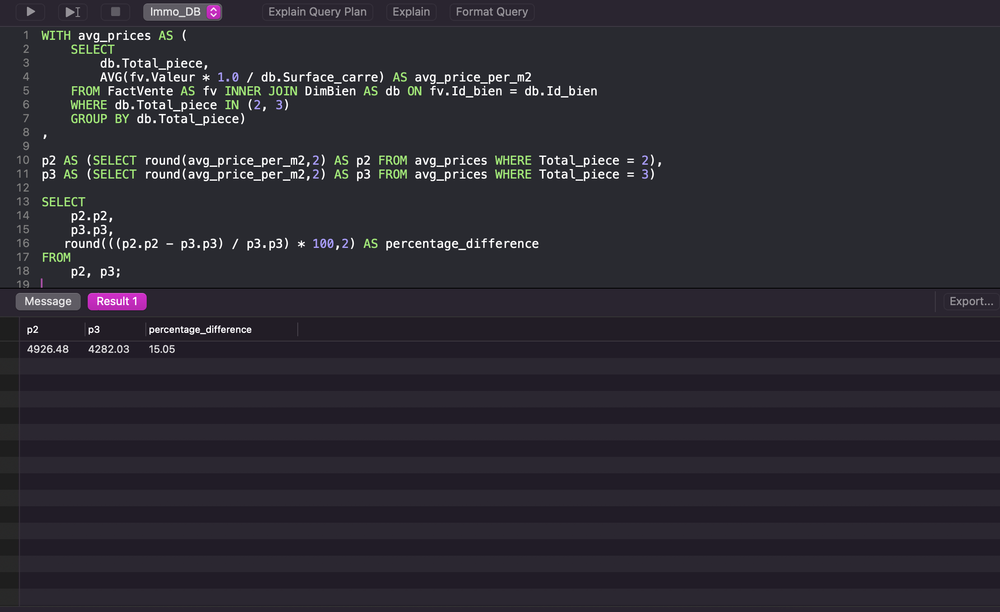 Immo_DB Explain Query Plan Explain Format Query
1 WITH avg_prices AS (
2 SELECT
3 db.Total_piece,
4 AVG(fv.Valeur * 1.0 / db.Surface_carre) AS avg_price_per_m2
5 FROM FactVente AS fv INNER JOIN DimBien AS db ON fv.Id_bien = db.Id_bien
6 WHERE db.Total_piece IN (2, 3)
7 GROUP BY db.Total_piece)
8 ,
9
10 p2 AS (SELECT round(avg_price_per_m2,2) AS p2 FROM avg_prices WHERE Total_piece = 2),
11 p3 AS (SELECT round(avg_price_per_m2,2) AS p3 FROM avg_prices WHERE Total_piece = 3)
12
13 SELECT
14 p2.p2,
15 p3.p3,
16 round(((p2.p2 - p3.p3) / p3.p3) * 100,2) AS percentage_difference
17 FROM
18 p2, p3;
19
Message Result 1 Export...
p2 p3 percentage_difference
4926.48 4282.03 15.05